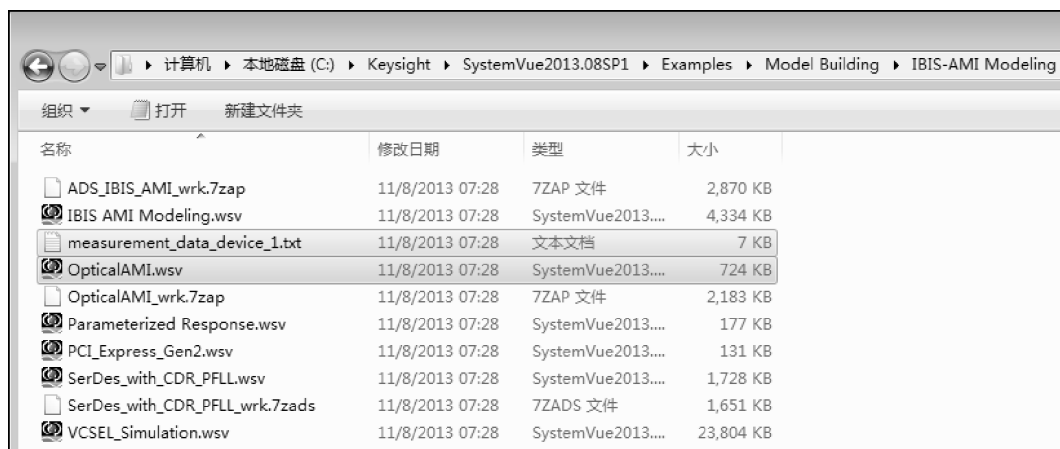 计算机 ▸ 本地磁盘 (C:) ▸ Keysight ▸ SystemVue2013.08SP1 ▸ Examples ▸ Model Building ▸ IBIS-AMI Modeling
组织 打开 新建文件夹
名称 修改日期 类型 大小
ADS_IBIS_AMI_wrk.7zap 11/8/2013 07:28 7ZAP 文件 2,870 KB
IBIS AMI Modeling.wsv 11/8/2013 07:28 SystemVue2013.... 4,334 KB
measurement_data_device_1.txt 11/8/2013 07:28 文本文档 7 KB
OpticalAMI.wsv 11/8/2013 07:28 SystemVue2013.... 724 KB
OpticalAMI_wrk.7zap 11/8/2013 07:28 7ZAP 文件 2,183 KB
Parameterized Response.wsv 11/8/2013 07:28 SystemVue2013.... 177 KB
PCI_Express_Gen2.wsv 11/8/2013 07:28 SystemVue2013.... 131 KB
SerDes_with_CDR_PFLL.wsv 11/8/2013 07:28 SystemVue2013.... 1,728 KB
SerDes_with_CDR_PFLL_wrk.7zads 11/8/2013 07:28 7ZADS 文件 1,651 KB
VCSEL_Simulation.wsv 11/8/2013 07:28 SystemVue2013.... 23,804 KB